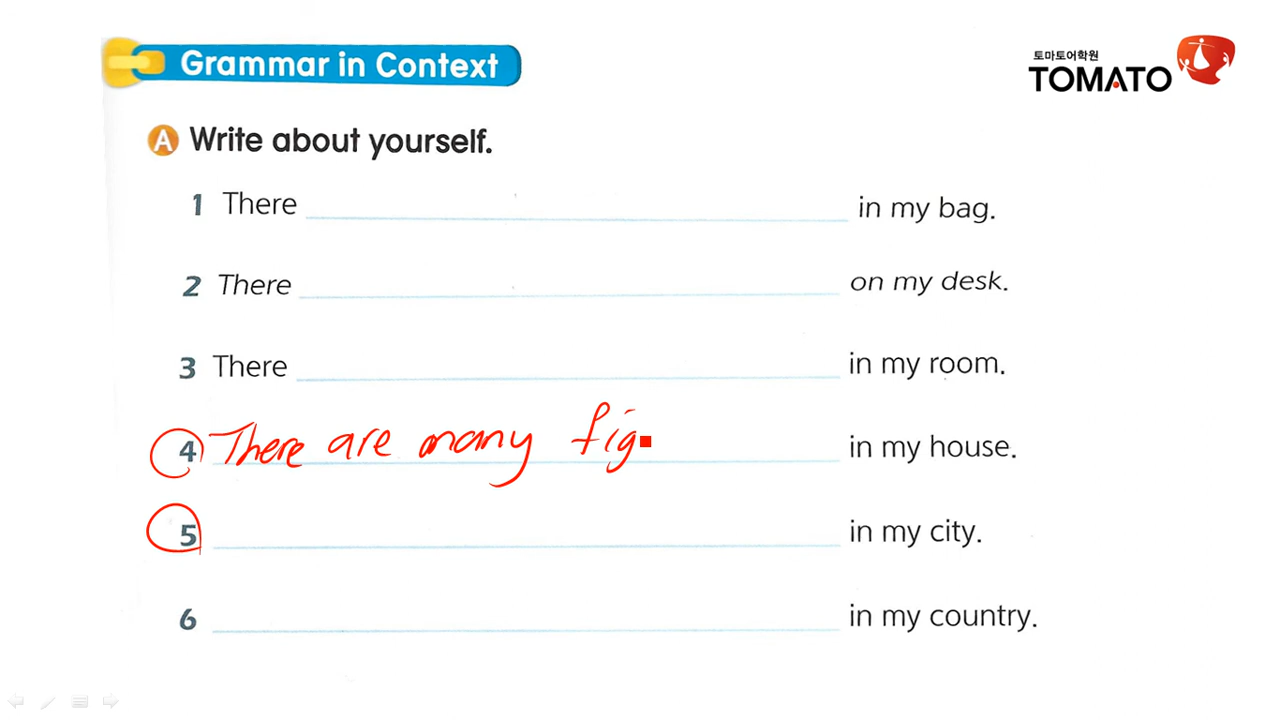 Grammar in Context
토마토어학원
TOMATO
A Write about yourself.
1 There in my bag.
2 There on my desk.
3 There in my room.
4 There are many fig in my house.
5 in my city.
6 in my country.